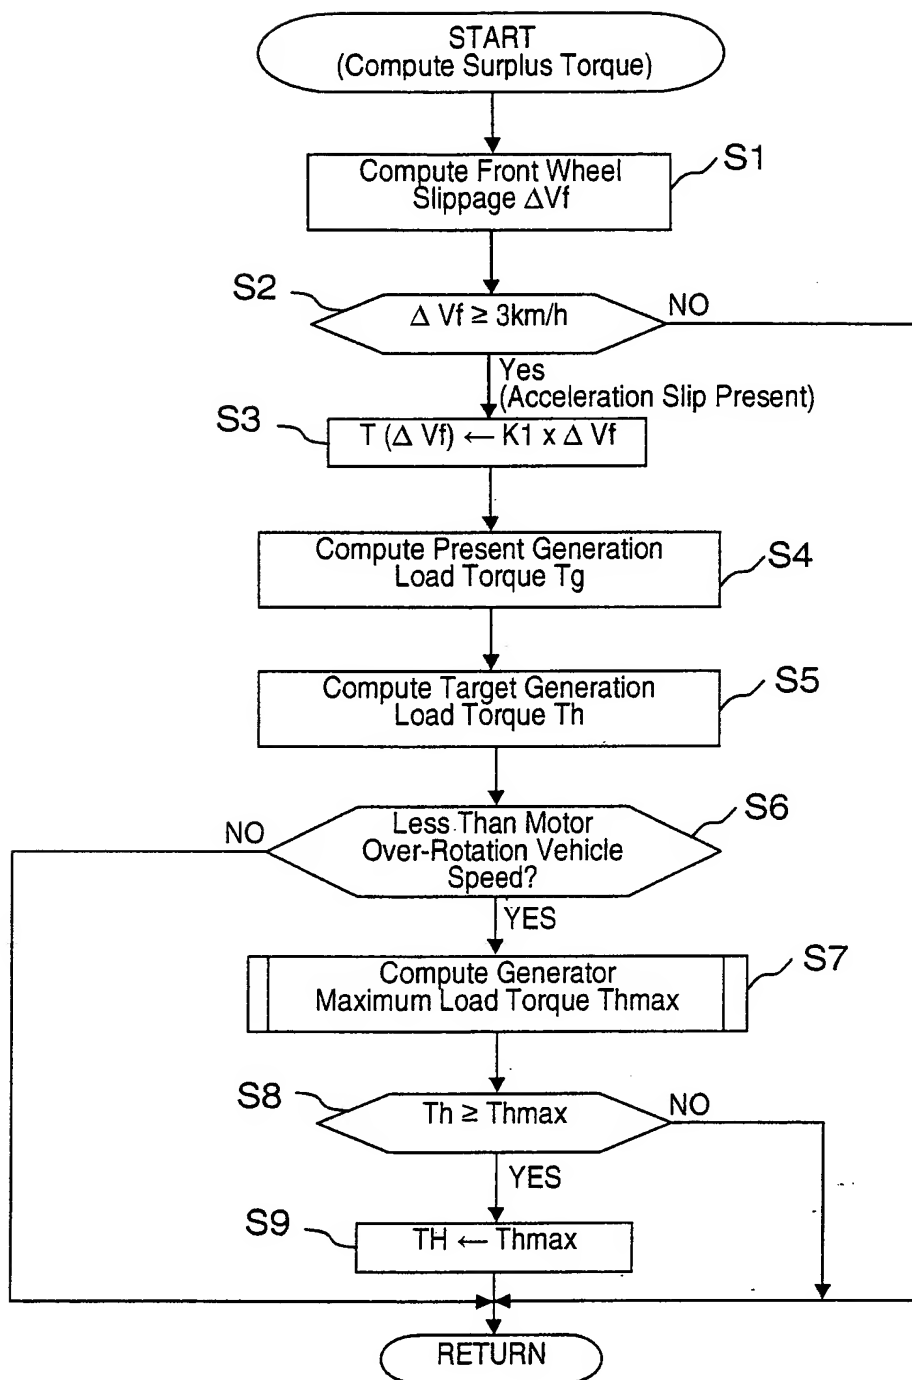 START
(Compute Surplus Torque)
Compute Front Wheel
Slippage ΔVf
S1
S2
Δ Vf ≥ 3km/h
NO
Yes
(Acceleration Slip Present)
S3
T (Δ Vf) ← K1 x Δ Vf
Compute Present Generation
Load Torque Tg
S4
Compute Target Generation
Load Torque Th
S5
S6
NO
Less Than Motor
Over-Rotation Vehicle
Speed?
YES
S7
Compute Generator
Maximum Load Torque Thmax
S8
Th ≥ Thmax
NO
YES
S9
TH ← Thmax
RETURN